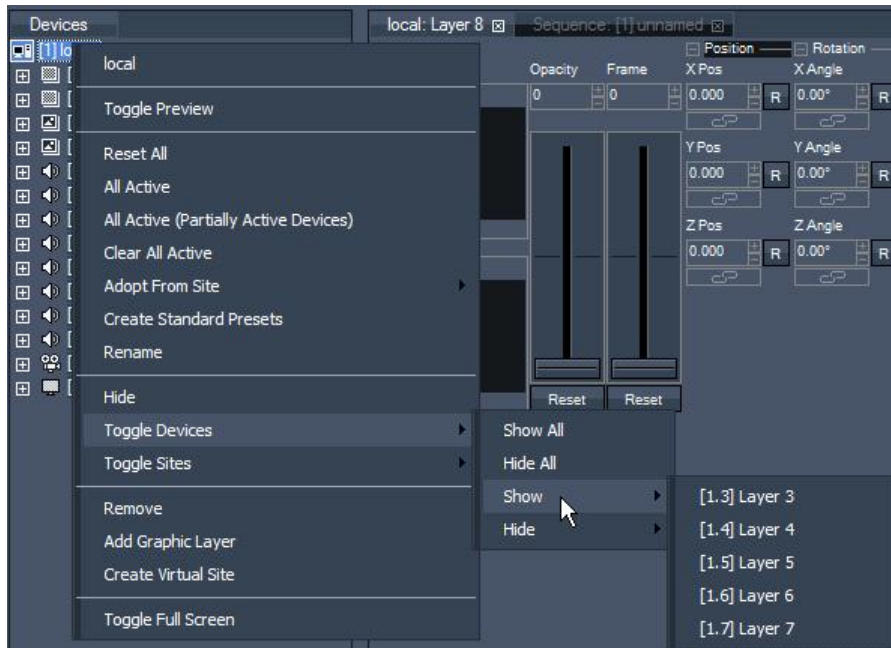 Devices
local: Layer 8
Sequence: [1] unnamed
[1] lo
local
Toggle Preview
Reset All
All Active
All Active (Partially Active Devices)
Clear All Active
Adopt From Site
Create Standard Presets
Rename
Hide
Toggle Devices
Toggle Sites
Remove
Add Graphic Layer
Create Virtual Site
Toggle Full Screen
Show All
Hide All
Show
Hide
[1.3] Layer 3
[1.4] Layer 4
[1.5] Layer 5
[1.6] Layer 6
[1.7] Layer 7
Opacity Frame
0 0
Reset Reset
Position Rotation
X Pos X Angle
0.000 R 0.00° R
Y Pos Y Angle
0.000 R 0.00° R
Z Pos Z Angle
0.000 R 0.00° R